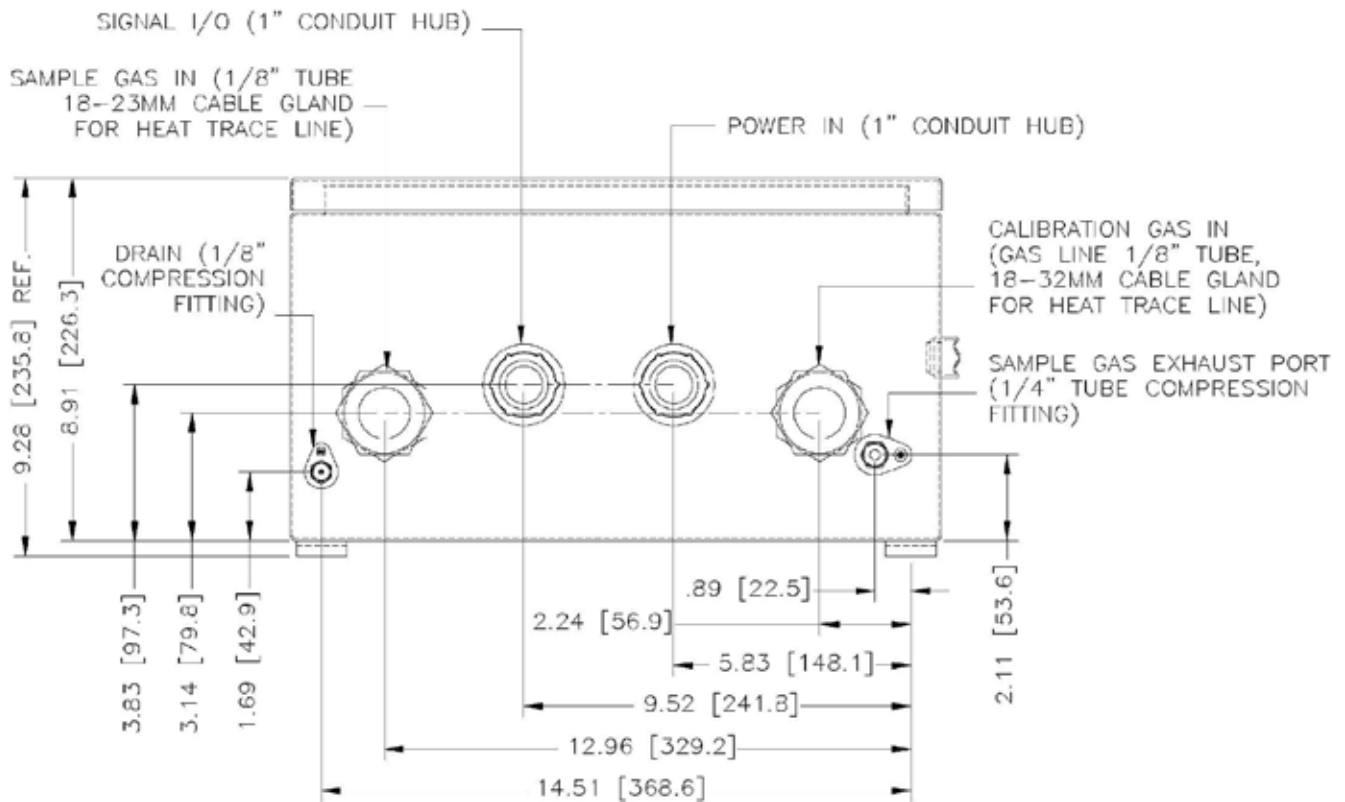 SIGNAL I/O (1" CONDUIT HUB)
SAMPLE GAS IN (1/8" TUBE
18-23MM CABLE GLAND
FOR HEAT TRACE LINE)
POWER IN (1" CONDUIT HUB)
CALIBRATION GAS IN
(GAS LINE 1/8" TUBE,
18-32MM CABLE GLAND
FOR HEAT TRACE LINE)
DRAIN (1/8"
COMPRESSION
FITTING)
SAMPLE GAS EXHAUST PORT
(1/4" TUBE COMPRESSION
FITTING)
9.28 [235.8] REF.
8.91 [226.3]
3.83 [97.3]
3.14 [79.8]
1.69 [42.9]
.89 [22.5]
2.24 [56.9]
5.83 [148.1]
9.52 [241.8]
12.96 [329.2]
14.51 [368.6]
2.11 [53.6]